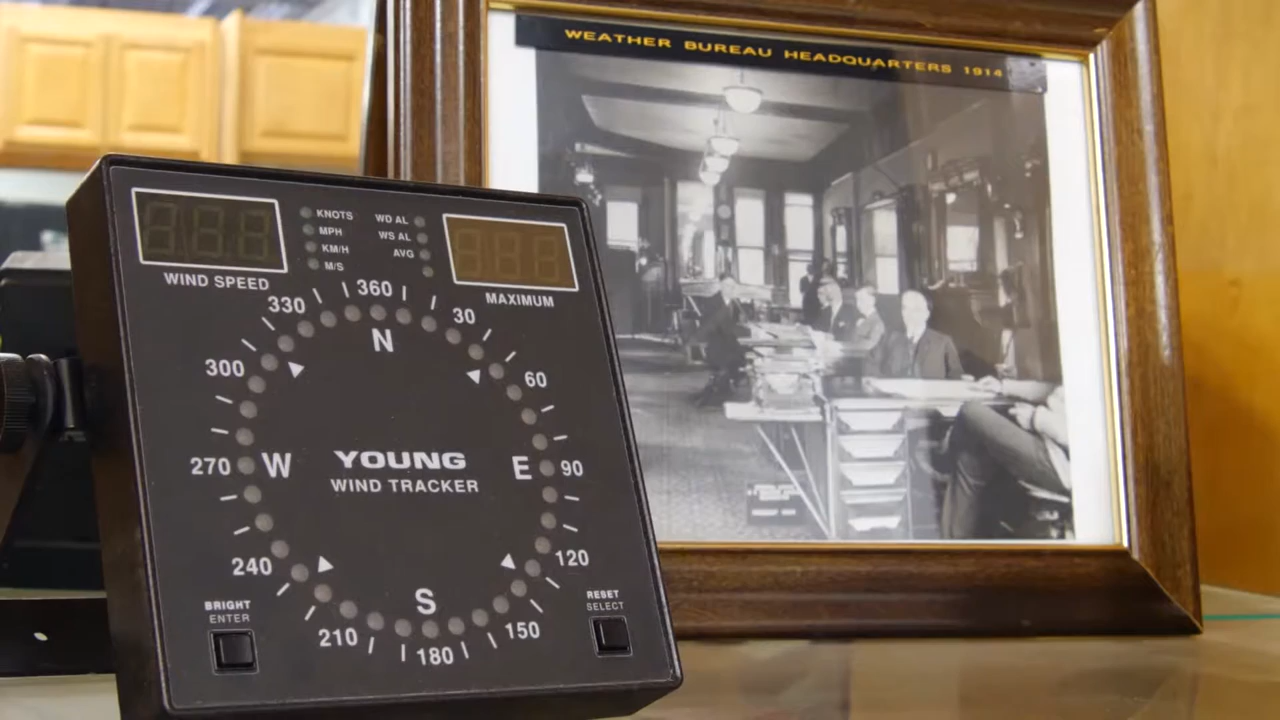 WEATHER BUREAU HEADQUARTERS 1914
KNOTS
MPH
KM/H
M/S
WD AL
WS AL
AVG
WIND SPEED
MAXIMUM
360
330
30
N
300
60
270
W
YOUNG
WIND TRACKER
E
90
240
120
S
210
150
180
BRIGHT
ENTER
RESET
SELECT